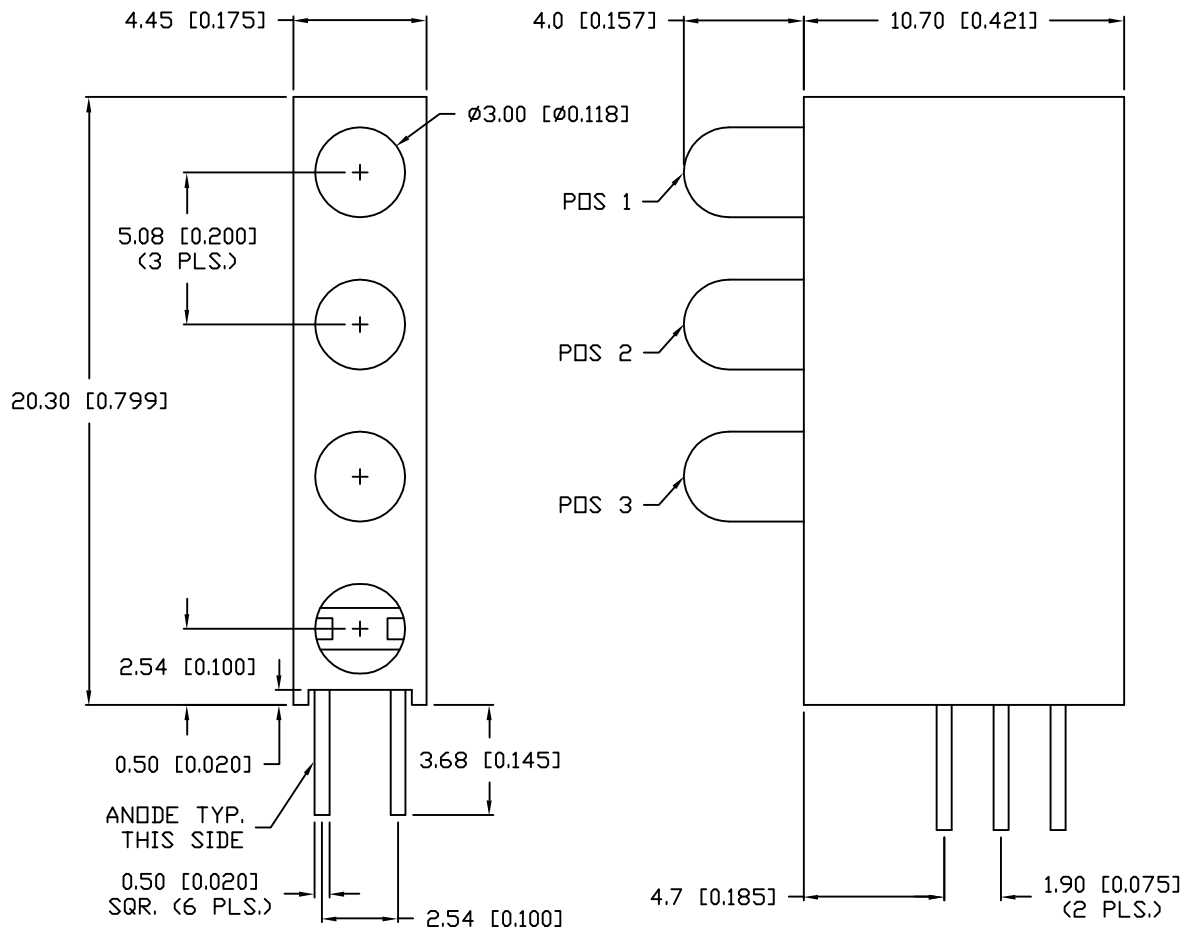 4.45 [0.175]
4.0 [0.157]
10.70 [0.421]
Ø3.00 [Ø0.118]
POS 1
5.08 [0.200]
(3 PLS.)
POS 2
20.30 [0.799]
POS 3
2.54 [0.100]
0.50 [0.020]
3.68 [0.145]
ANODE TYP.
THIS SIDE
0.50 [0.020]
SQR. (6 PLS.)
2.54 [0.100]
4.7 [0.185]
1.90 [0.075]
(2 PLS.)